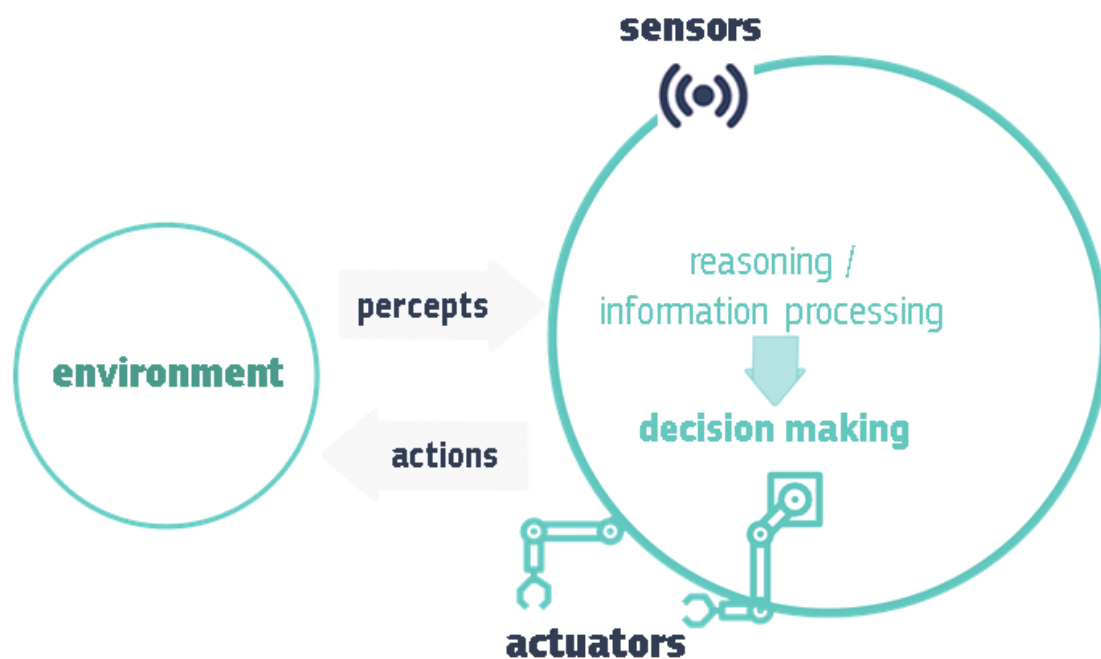 sensors
reasoning /
information processing
percepts
environment
decision making
actions
actuators